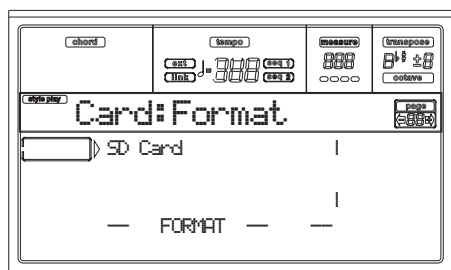 chord tempo measure transpose
ext link seq 1 seq 2
octave
style play Card:Format page
SD Card
FORMAT